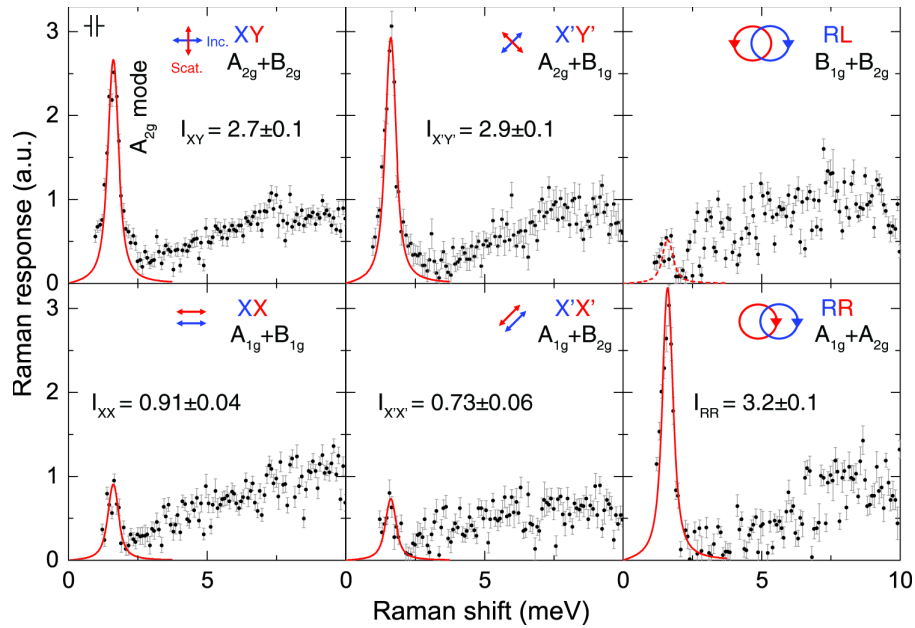 Raman response (a.u.)
3
2
1
0
Inc.
Scat.
XY
A2g+B2g
A2g mode
IXY = 2.7±0.1
X'Y'
A2g+B1g
IX'Y' = 2.9±0.1
RL
B1g+B2g
3
2
1
0
XX
A1g+B1g
IXX = 0.91±0.04
X'X'
A1g+B2g
IX'X' = 0.73±0.06
RR
A1g+A2g
IRR = 3.2±0.1
0 5 0 5 0 5 10
Raman shift (meV)